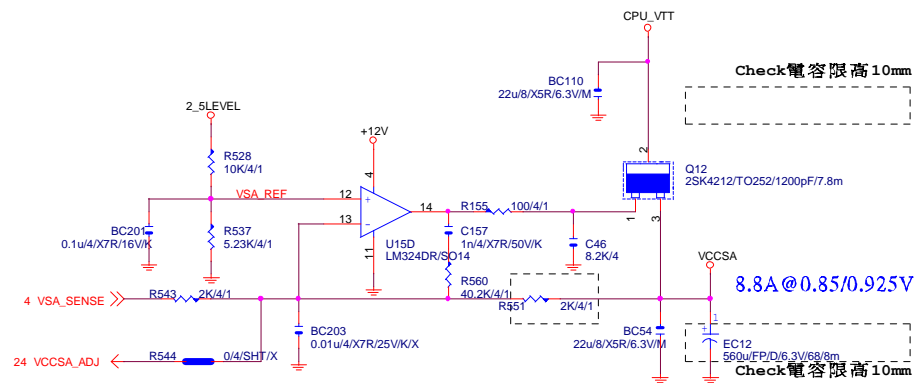 CPU_VTT
Check電容限高10mm
BC110
22u/8/X5R/6.3V/M
2_5LEVEL
+12V
2
Q12
2SK4212/TO252/1200pF/7.8m
R528
10K/4/1
4
VSA_REF
12
+
14
R155
100/4/1
1
3
13
-
BC201
0.1u/4/X7R/16V/K
R537
5.23K/4/1
11
U15D
LM324DR/SO14
C157
1n/4/X7R/50V/K
C46
8.2K/4
VCCSA
R560
40.2K/4/1
8.8A@0.85/0.925V
4 VSA_SENSE
R543
2K/4/1
R551
2K/4/1
1
+
BC203
0.01u/4/X7R/25V/K/X
BC54
22u/8/X5R/6.3V/M
EC12
560u/FP/D/6.3V/68/8m
24 VCCSA_ADJ
R544
0/4/SHT/X
Check電容限高10mm